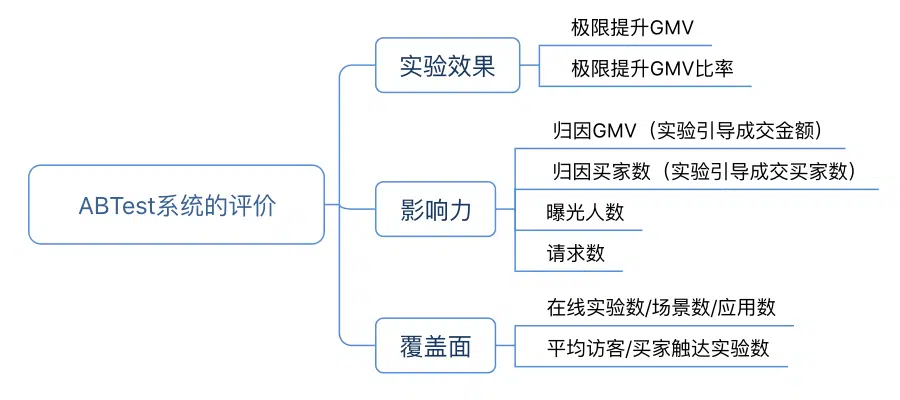 ABTest系统的评价
实验效果
极限提升GMV
极限提升GMV比率
影响力
归因GMV（实验引导成交金额）
归因买家数（实验引导成交买家数）
曝光人数
请求数
覆盖面
在线实验数/场景数/应用数
平均访客/买家触达实验数